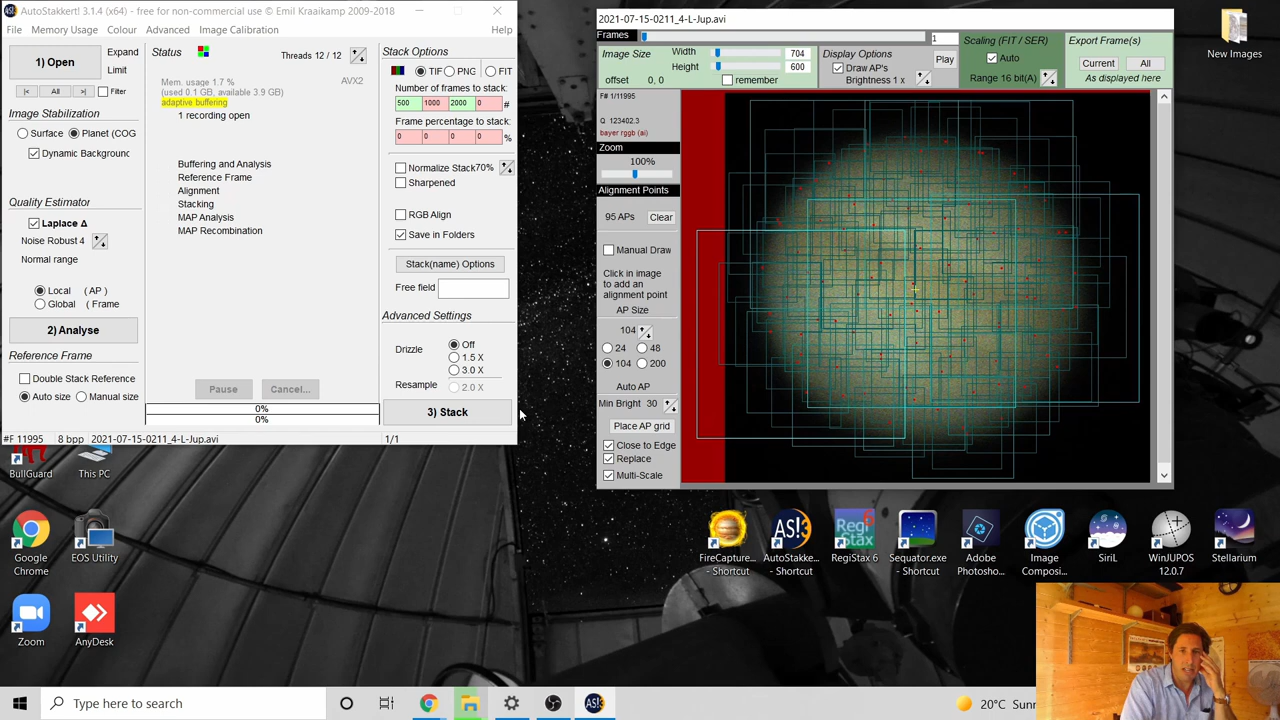 AutoStakkert! 3.1.4 (x64) - free for non-commercial use © Emil Kraaikamp 2009-2018
File Memory Usage Colour Advanced Image Calibration Help
1) Open
Expand
Limit
All
Filter
Image Stabilization
Surface
Planet (COG
Dynamic Background
Quality Estimator
Laplace Δ
Noise Robust 4
Normal range
Local ( AP )
Global ( Frame
2) Analyse
Reference Frame
Double Stack Reference
Auto size
Manual size
Status
Threads 12 / 12
Mem. usage 1.7 %
(used 0.1 GB, available 3.9 GB)
AVX2
adaptive buffering
1 recording open
Buffering and Analysis
Reference Frame
Alignment
Stacking
MAP Analysis
MAP Recombination
Pause
Cancel...
0%
0%
#F 11995 8 bpp 2021-07-15-0211_4-L-Jup.avi 1/1
Stack Options
TIF
PNG
FIT
Number of frames to stack:
500 1000 2000 0 #
Frame percentage to stack:
0 0 0 0 %
Normalize Stack 70%
Sharpened
RGB Align
Save in Folders
Stack(name) Options
Free field
Advanced Settings
Drizzle
Off
1.5 X
3.0 X
Resample
2.0 X
3) Stack
2021-07-15-0211_4-L-Jup.avi
Frames
1
Image Size
Width
704
Height
600
offset 0, 0
remember
Display Options
Draw AP's
Brightness 1 x
Play
Scaling (FIT / SER)
Auto
Range 16 bit(A)
Export Frame(s)
Current
All
As displayed here
F# 1/11995
Q 123402.3
bayer rggb (ai)
Zoom
100%
Alignment Points
95 APs
Clear
Manual Draw
Click in image
to add an
alignment point
AP Size
104
24
48
104
200
Auto AP
Min Bright 30
Place AP grid
Close to Edge
Replace
Multi-Scale
New Images
BullGuard
This PC
Google
Chrome
EOS Utility
Zoom
AnyDesk
FireCapture...
- Shortcut
AutoStakke...
- Shortcut
RegiStax 6
Sequator.exe
- Shortcut
Adobe
Photosho...
Image
Composi...
SiriL
WinJUPOS
12.0.7
Stellarium
Type here to search
20°C Sunn